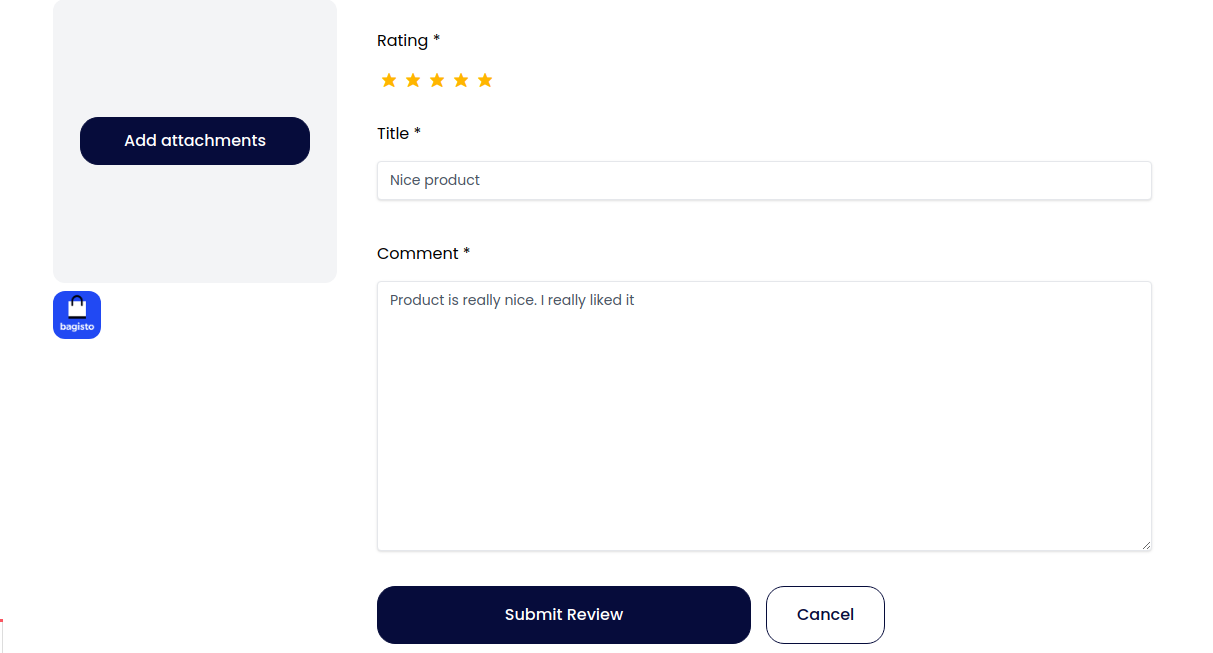 Add attachments
bagisto
Rating *
Title *
Nice product
Comment *
Product is really nice. I really liked it
Submit Review
Cancel